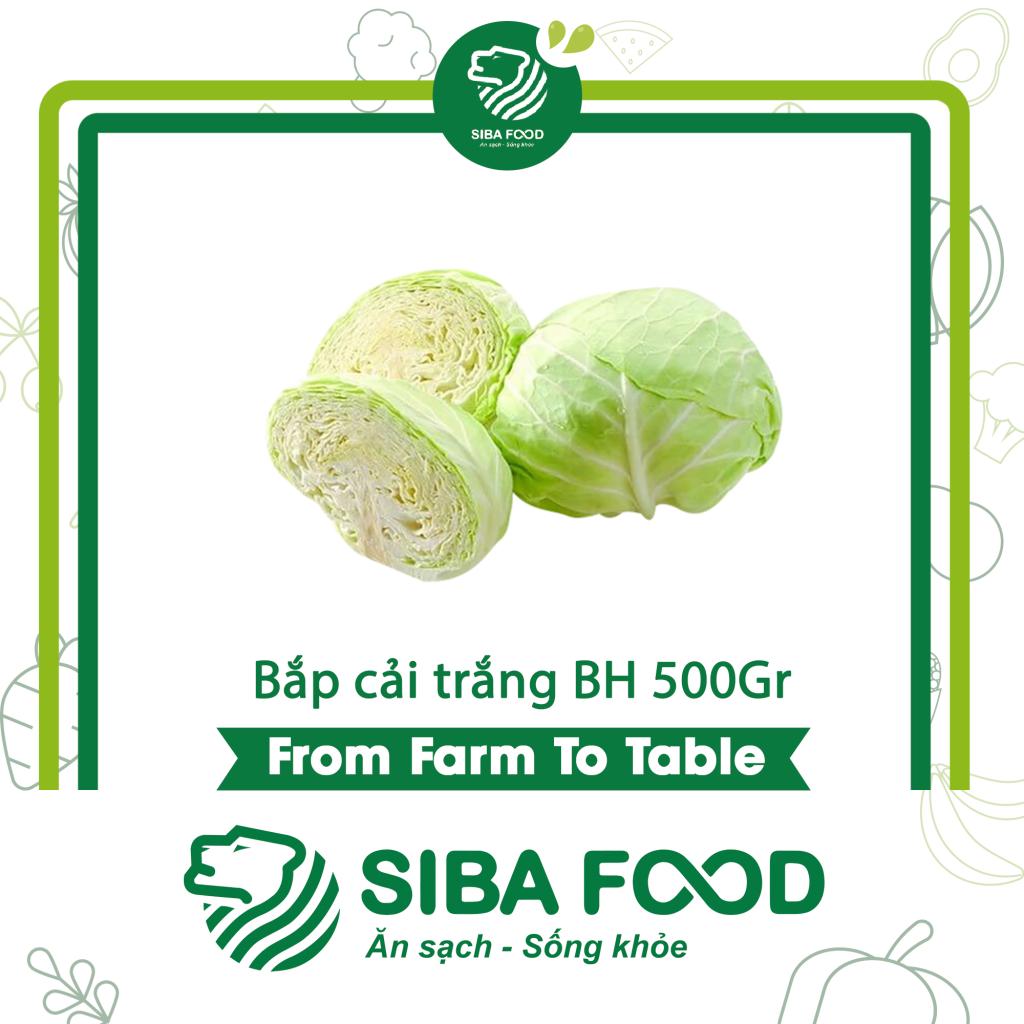 SIBA FOOD
Ăn sạch - Sống khỏe
Bắp cải trắng BH 500Gr
From Farm To Table
SIBA FOOD
Ăn sạch - Sống khỏe